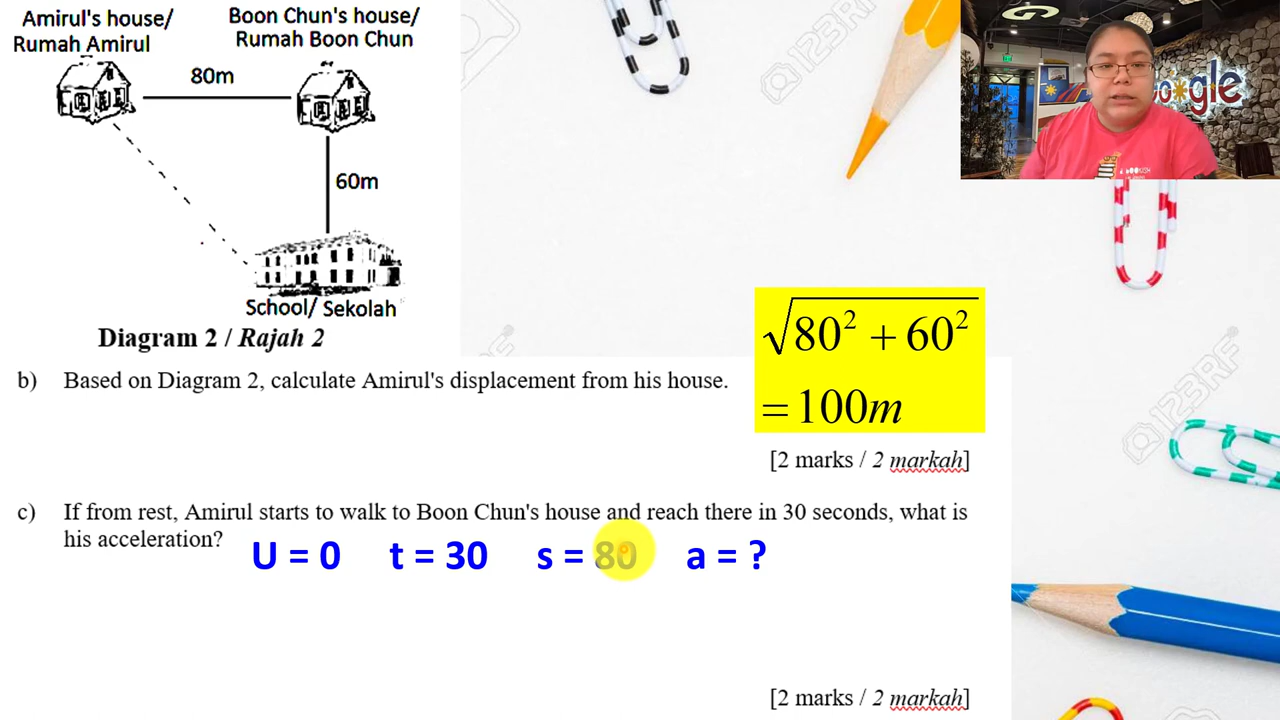 Amirul's house/
Rumah Amirul
Boon Chun's house/
Rumah Boon Chun
80m
60m
School/ Sekolah
Diagram 2 / Rajah 2
b) Based on Diagram 2, calculate Amirul's displacement from his house.
√80² + 60²
= 100m
[2 marks / 2 markah]
c) If from rest, Amirul starts to walk to Boon Chun's house and reach there in 30 seconds, what is
his acceleration?
U = 0 t = 30 s = 80 a = ?
[2 marks / 2 markah]
123RF
123RF
123RF